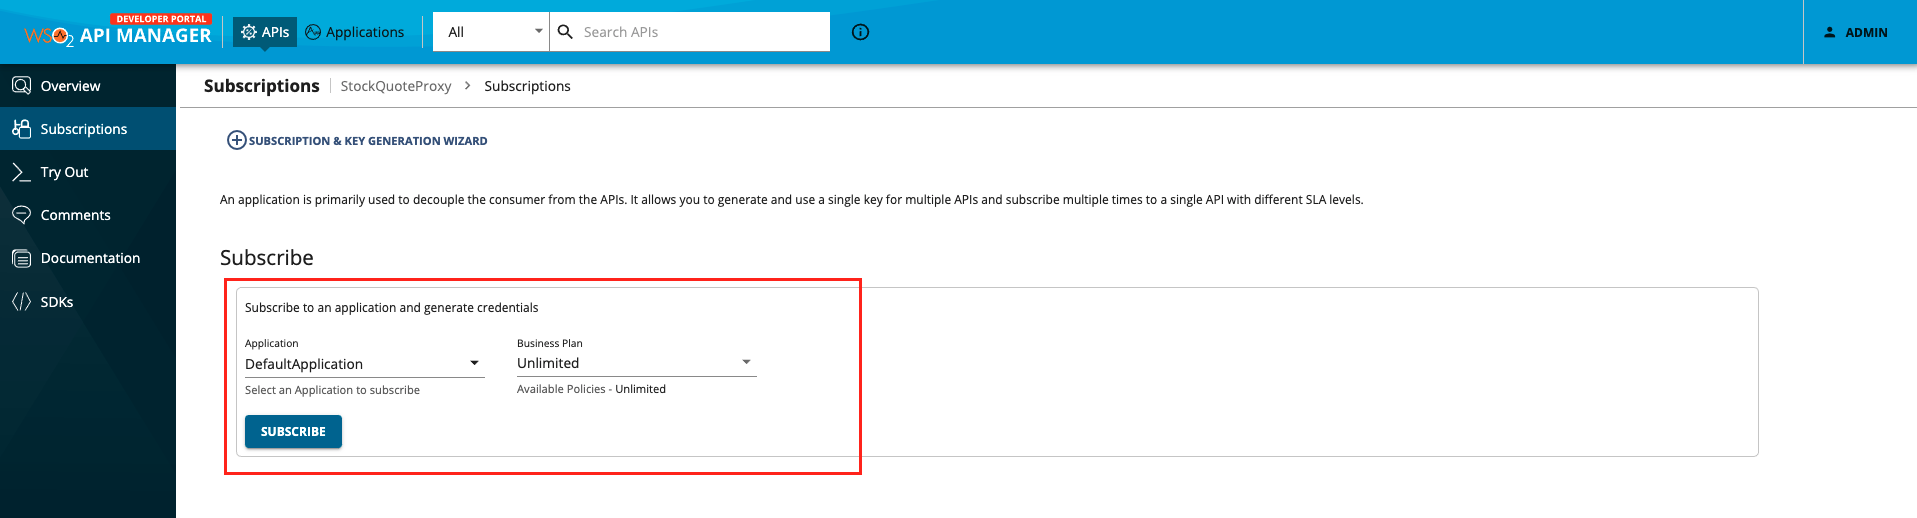 DEVELOPER PORTAL
WSO2 API MANAGER
APIs
Applications
All
Search APIs
ADMIN
Overview
Subscriptions
Try Out
Comments
Documentation
SDKs
Subscriptions
StockQuoteProxy > Subscriptions
SUBSCRIPTION & KEY GENERATION WIZARD
An application is primarily used to decouple the consumer from the APIs. It allows you to generate and use a single key for multiple APIs and subscribe multiple times to a single API with different SLA levels.
Subscribe
Subscribe to an application and generate credentials
Application
DefaultApplication
Select an Application to subscribe
Business Plan
Unlimited
Available Policies - Unlimited
SUBSCRIBE